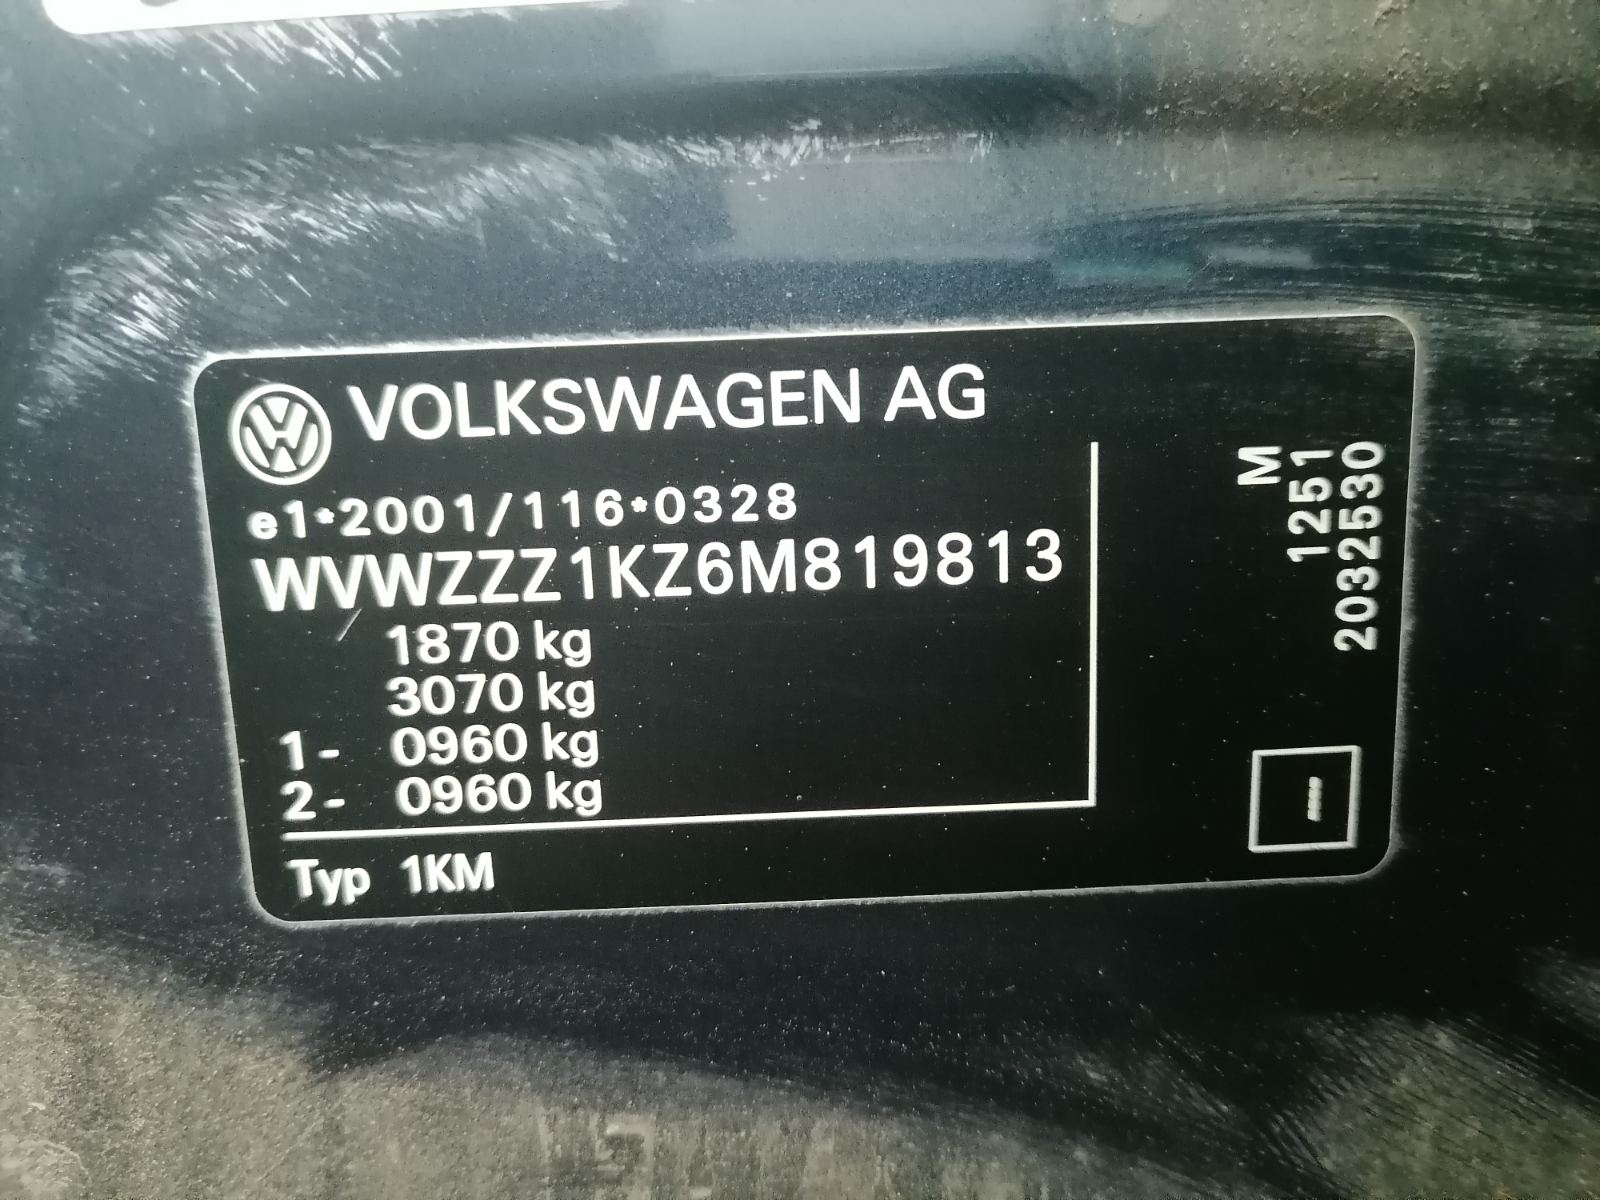 VOLKSWAGEN AG
e1*2001/116*0328
WVWZZZ1KZ6M819813
1870 kg
3070 kg
1- 0960 kg
2- 0960 kg
Typ 1KM
M
1251
2032530